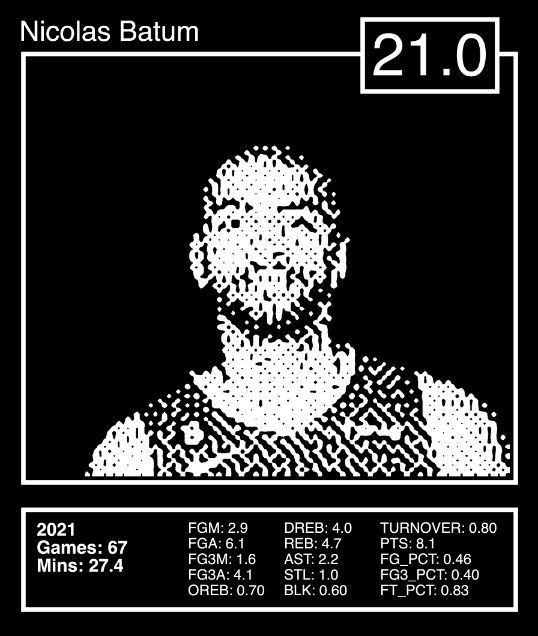 Nicolas Batum
21.0
2021
Games: 67
Mins: 27.4
FGM: 2.9
FGA: 6.1
FG3M: 1.6
FG3A: 4.1
OREB: 0.70
DREB: 4.0
REB: 4.7
AST: 2.2
STL: 1.0
BLK: 0.60
TURNOVER: 0.80
PTS: 8.1
FG_PCT: 0.46
FG3_PCT: 0.40
FT_PCT: 0.83